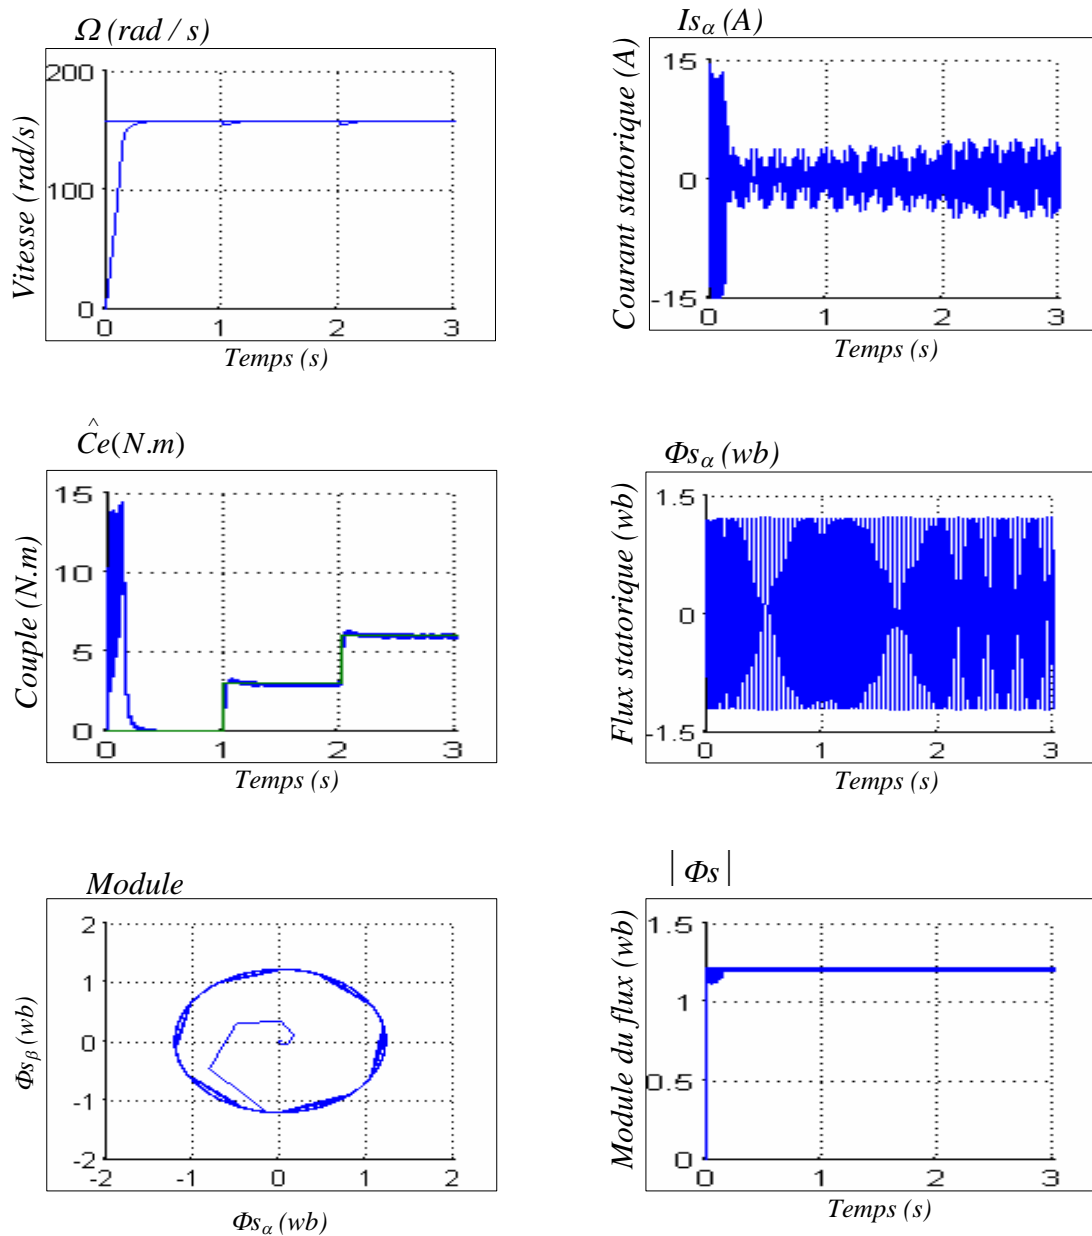 Ω (rad / s)
Vitesse (rad/s)
200
100
0
0 1 2 3
Temps (s)
Isα (A)
Courant statorique (A)
15
0
-15
0 1 2 3
Temps (s)
Ĉe(N.m)
Couple (N.m)
15
10
5
0
0 1 2 3
Temps (s)
Φsα (wb)
Flux statorique (wb)
1.5
0
-1.5
0 1 2 3
Temps (s)
Module
Φsβ (wb)
2
1
0
-1
-2
-2 -1 0 1 2
Φsα (wb)
| Φs |
Module du flux (wb)
1.5
1
0.5
0
0 1 2 3
Temps (s)